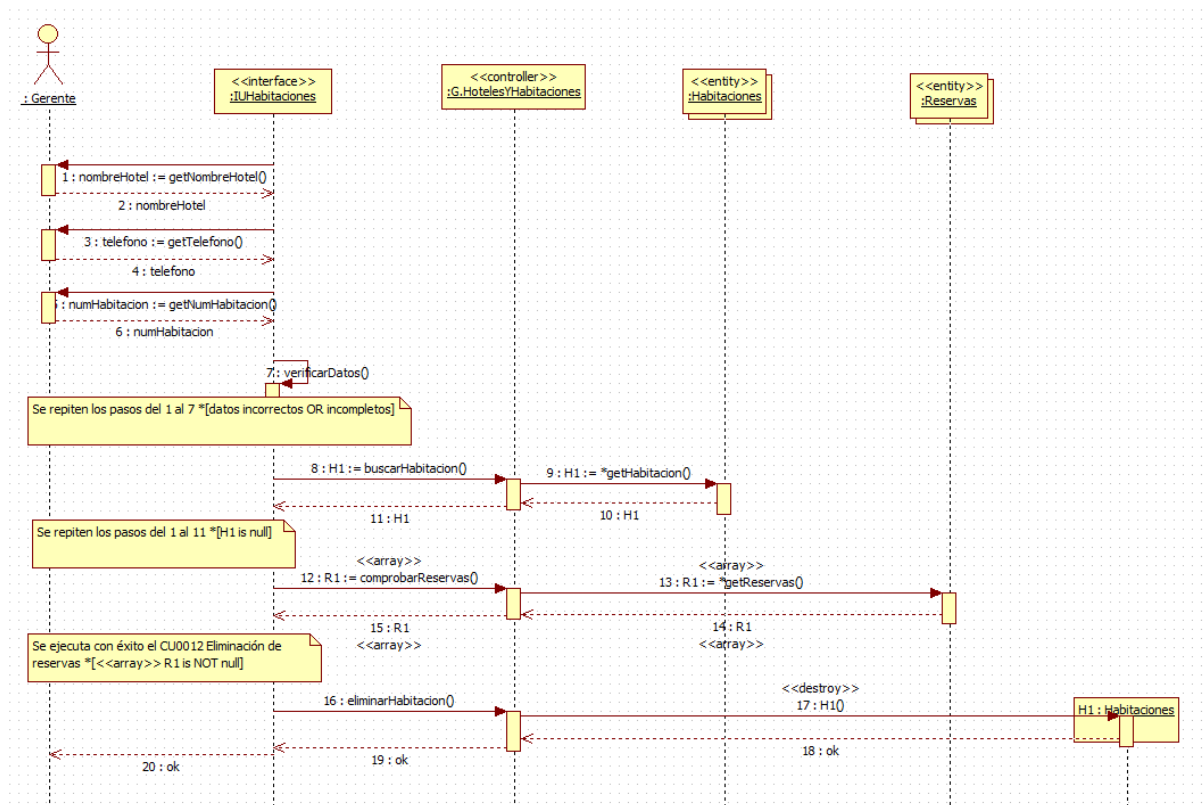 : Gerente
<<interface>>
:IUHabitaciones
<<controller>>
:G.HotelesYHabitaciones
<<entity>>
:Habitaciones
<<entity>>
:Reservas
1 : nombreHotel := getNombreHotel()
2 : nombreHotel
3 : telefono := getTelefono()
4 : telefono
5 : numHabitacion := getNumHabitacion()
6 : numHabitacion
7 : verificarDatos()
Se repiten los pasos del 1 al 7 *[datos incorrectos OR incompletos]
8 : H1 := buscarHabitacion()
9 : H1 := *getHabitacion()
10 : H1
11 : H1
Se repiten los pasos del 1 al 11 *[H1 is null]
<<array>>
12 : R1 := comprobarReservas()
<<array>>
13 : R1 := *getReservas()
14 : R1
<<array>>
15 : R1
<<array>>
Se ejecuta con éxito el CU0012 Eliminación de
reservas *[<<array>> R1 is NOT null]
16 : eliminarHabitacion()
<<destroy>>
17 : H1()
H1 : Habitaciones
18 : ok
19 : ok
20 : ok